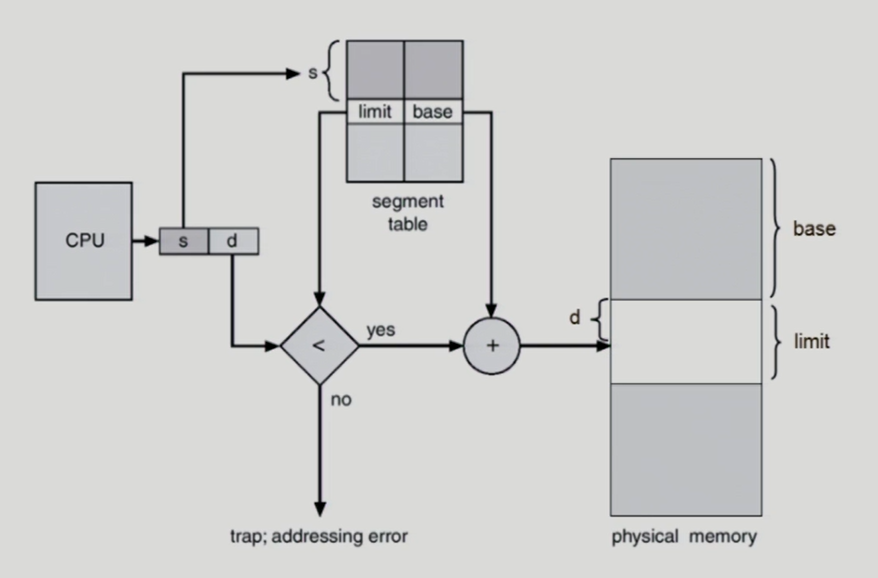 s
limit base
segment
table
CPU
s d
base
yes
d
<
+
limit
no
trap; addressing error
physical memory